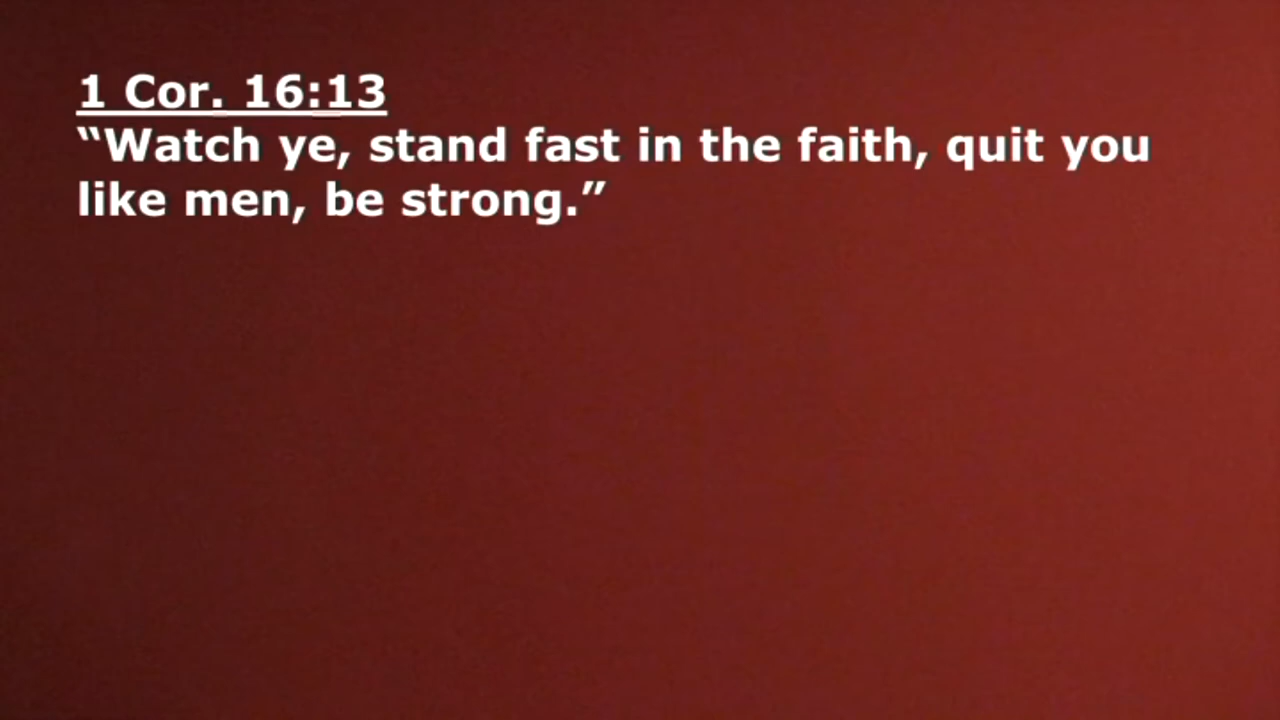 1 Cor. 16:13
“Watch ye, stand fast in the faith, quit you
like men, be strong.”